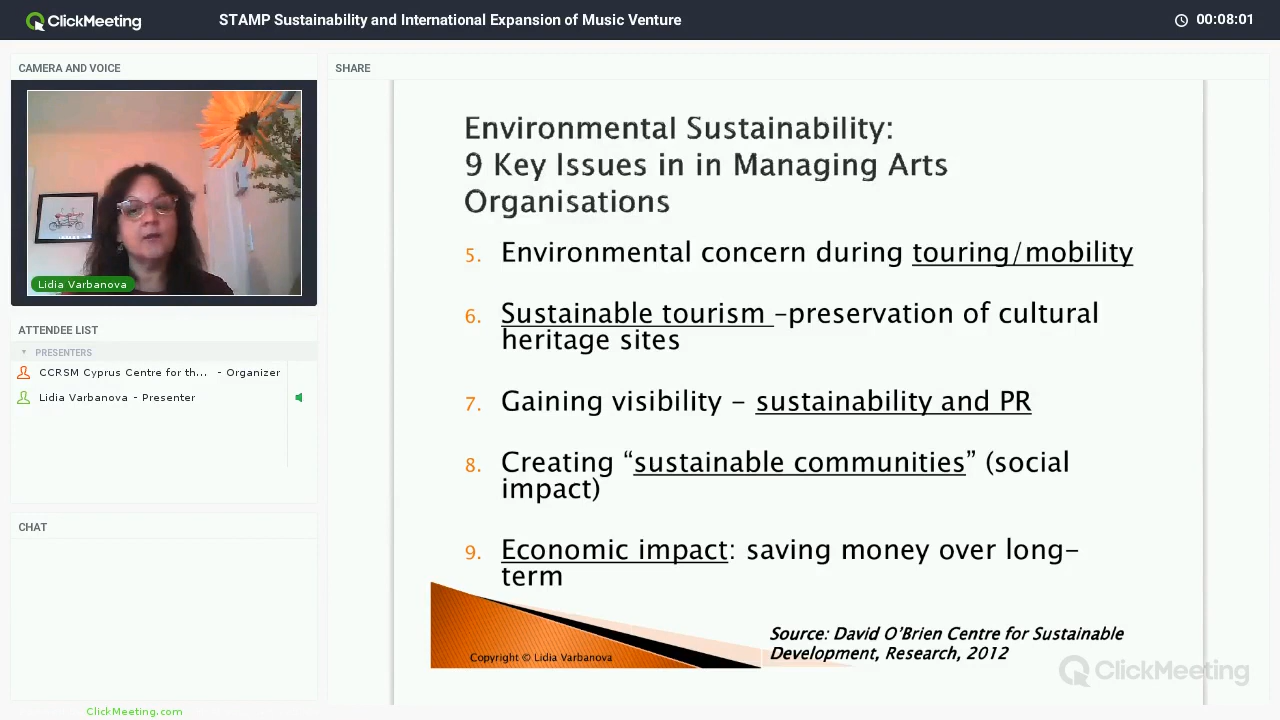 ClickMeeting
STAMP Sustainability and International Expansion of Music Venture
00:08:01
CAMERA AND VOICE
Lidia Varbanova
ATTENDEE LIST
PRESENTERS
CCRSM Cyprus Centre for th... - Organizer
Lidia Varbanova - Presenter
CHAT
ClickMeeting.com
SHARE
Environmental Sustainability:
9 Key Issues in in Managing Arts
Organisations
5. Environmental concern during touring/mobility
6. Sustainable tourism –preservation of cultural
heritage sites
7. Gaining visibility – sustainability and PR
8. Creating “sustainable communities” (social
impact)
9. Economic impact: saving money over long-
term
Source: David O’Brien Centre for Sustainable
Development, Research, 2012
Copyright © Lidia Varbanova
ClickMeeting